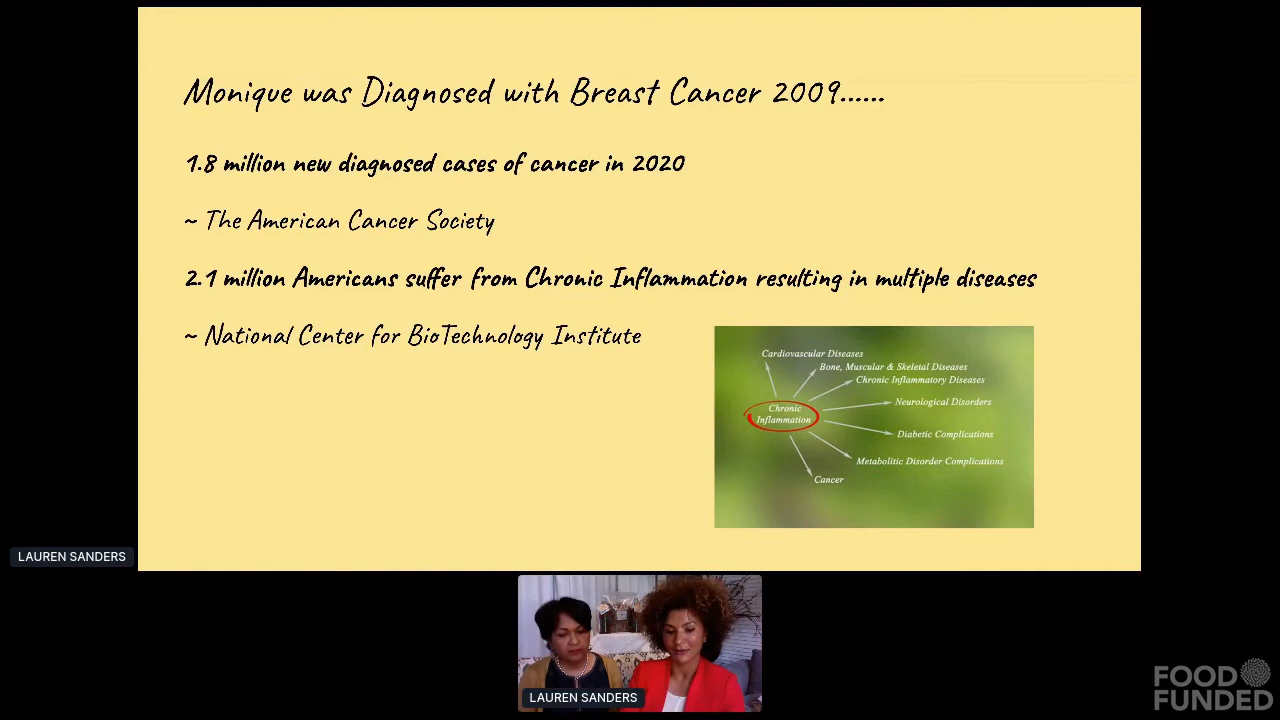 Monique was Diagnosed with Breast Cancer 2009......
1.8 million new diagnosed cases of cancer in 2020
~ The American Cancer Society
2.1 million Americans suffer from Chronic Inflammation resulting in multiple diseases
~ National Center for BioTechnology Institute
Cardiovascular Diseases
Bone, Muscular & Skeletal Diseases
Chronic Inflammatory Diseases
Neurological Disorders
Chronic
Inflammation
Diabetic Complications
Metabolitic Disorder Complications
Cancer
LAUREN SANDERS
LAUREN SANDERS
FOOD
FUNDED